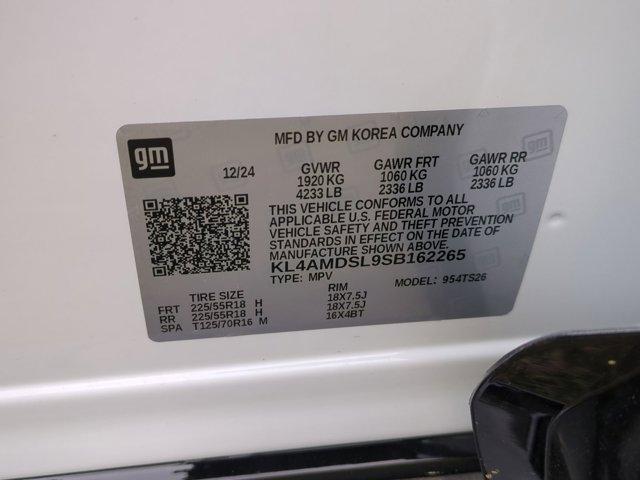 MFD BY GM KOREA COMPANY
gm
12/24 GVWR GAWR FRT GAWR RR
1920 KG 1060 KG 1060 KG
4233 LB 2336 LB 2336 LB
THIS VEHICLE CONFORMS TO ALL
APPLICABLE U.S. FEDERAL MOTOR
VEHICLE SAFETY AND THEFT PREVENTION
STANDARDS IN EFFECT ON THE DATE OF
MANUFACTURE SHOWN ABOVE.
KL4AMDSL9SB162265
TYPE: MPV MODEL: 954TS26
TIRE SIZE RIM
FRT 225/55R18 H 18X7.5J
RR 225/55R18 H 18X7.5J
SPA T125/70R16 M 16X4BT